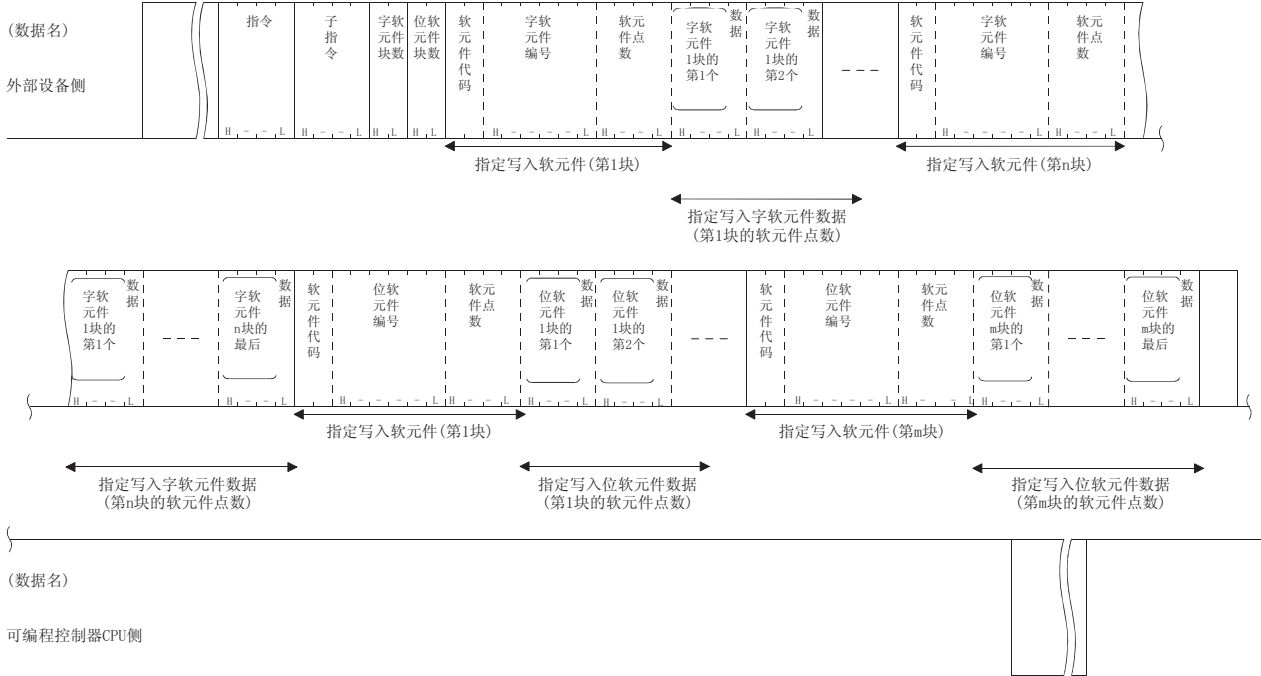 (数据名)
外部设备侧
指令
子
指
令
字软
元件
块数
位软
元件
块数
软
元
件
代
码
字软
元件
编号
软元
件点
数
数
据
字软
元件
1块的
第1个
数
据
字软
元件
1块的
第2个
---
软
元
件
代
码
字软
元件
编号
软元
件点
数
H - - L
H - - L
H L
H L
H - - - - L
H - - L
H - - L
H - - L
H - - - - L
H - - L
指定写入软元件(第1块)
指定写入软元件(第n块)
指定写入字软元件数据
(第1块的软元件点数)
数
据
字软
元件
1块的
第1个
---
数
据
字软
元件
n块的
最后
软
元
件
代
码
位软
元件
编号
软元
件点
数
数
据
位软
元件
1块的
第1个
数
据
位软
元件
1块的
第2个
---
软
元
件
代
码
位软
元件
编号
软元
件点
数
数
据
位软
元件
m块的
第1个
---
数
据
位软
元件
m块的
最后
H - - L
H - - L
H - - - - L
H - - L
H - - L
H - - L
H - - - - L
H - - L
H - - L
H - - L
指定写入软元件(第1块)
指定写入软元件(第m块)
指定写入字软元件数据
(第n块的软元件点数)
指定写入位软元件数据
(第1块的软元件点数)
指定写入位软元件数据
(第m块的软元件点数)
(数据名)
可编程控制器CPU侧